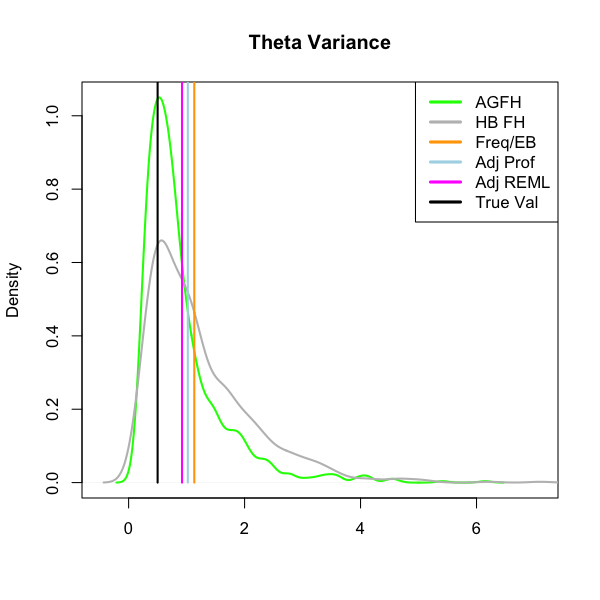 Theta Variance
Density
1.0
0.8
0.6
0.4
0.2
0.0
0
2
4
6
AGFH
HB FH
Freq/EB
Adj Prof
Adj REML
True Val